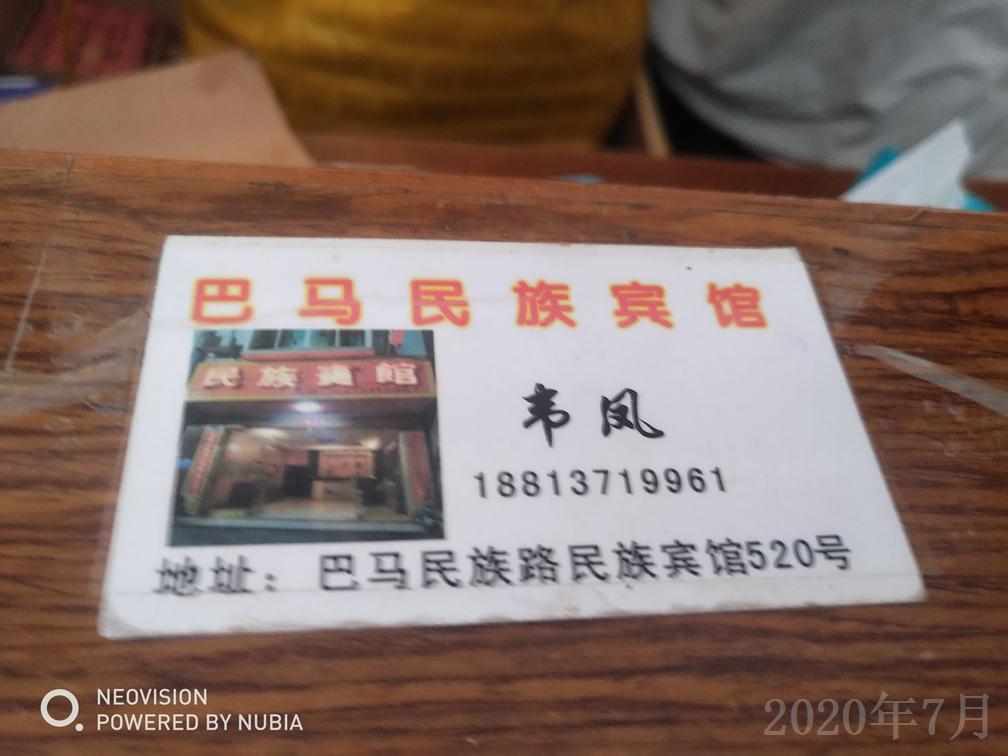 巴马民族宾馆
民族賓館
韦凤
18813719961
地址：巴马民族路民族宾馆520号
NEOVISION
POWERED BY NUBIA
2020年7月